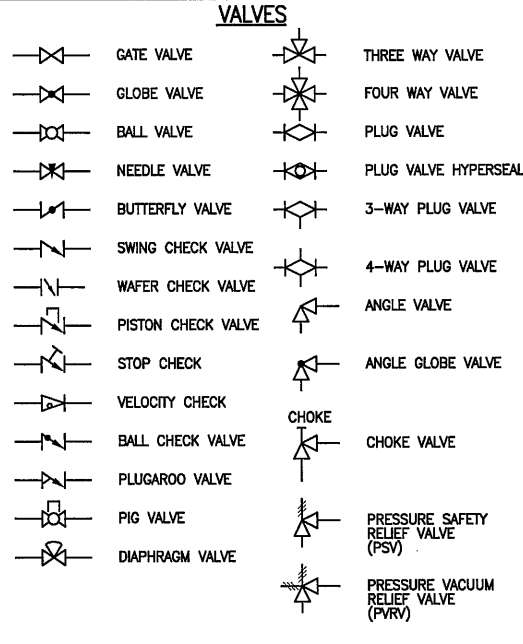 VALVES
GATE VALVE
GLOBE VALVE
BALL VALVE
NEEDLE VALVE
BUTTERFLY VALVE
SWING CHECK VALVE
WAFER CHECK VALVE
PISTON CHECK VALVE
STOP CHECK
VELOCITY CHECK
BALL CHECK VALVE
PLUGAROO VALVE
PIG VALVE
DIAPHRAGM VALVE
THREE WAY VALVE
FOUR WAY VALVE
PLUG VALVE
PLUG VALVE HYPERSEAL
3-WAY PLUG VALVE
4-WAY PLUG VALVE
ANGLE VALVE
ANGLE GLOBE VALVE
CHOKE
CHOKE VALVE
PRESSURE SAFETY
RELIEF VALVE
(PSV)
PRESSURE VACUUM
RELIEF VALVE
(PVRV)